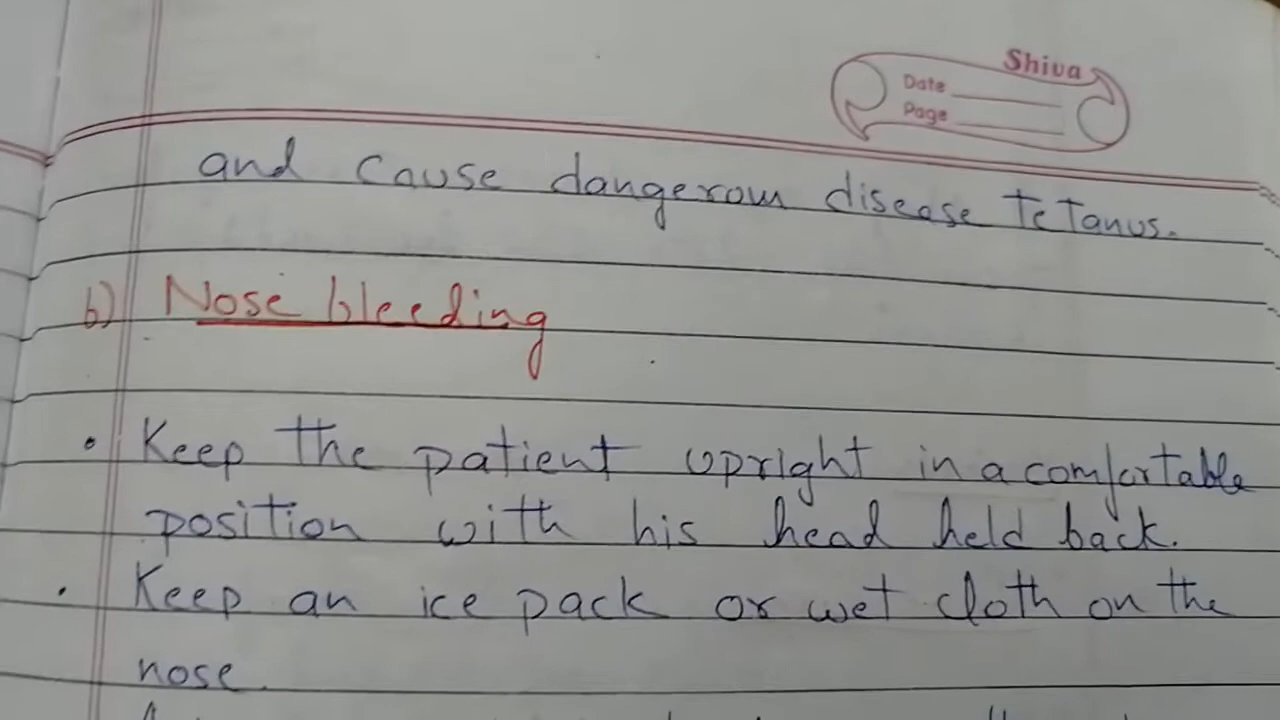 Shiva
Date
Page
and cause dangerous disease Tetanus.
b) Nose bleeding
• Keep the patient upright in a comfortable
position with his head held back.
• Keep an ice pack or wet cloth on the
nose.